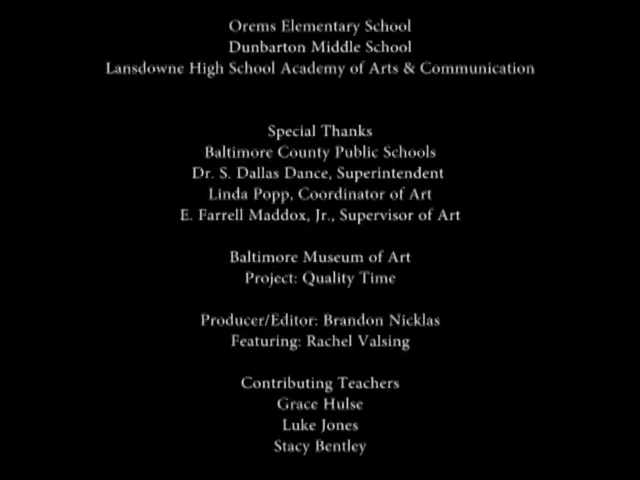 Orems Elementary School
Dunbarton Middle School
Lansdowne High School Academy of Arts & Communication
Special Thanks
Baltimore County Public Schools
Dr. S. Dallas Dance, Superintendent
Linda Popp, Coordinator of Art
E. Farrell Maddox, Jr., Supervisor of Art
Baltimore Museum of Art
Project: Quality Time
Producer/Editor: Brandon Nicklas
Featuring: Rachel Valsing
Contributing Teachers
Grace Hulse
Luke Jones
Stacy Bentley